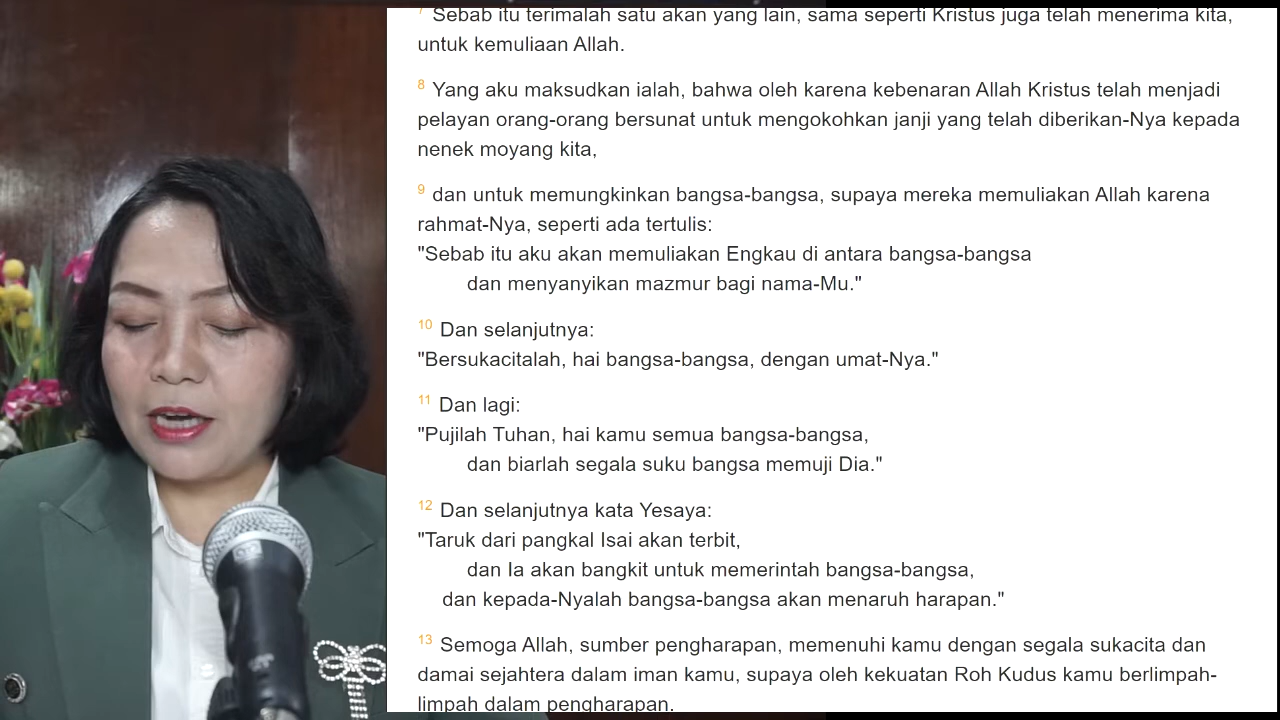 7 Sebab itu terimalah satu akan yang lain, sama seperti Kristus juga telah menerima kita,
untuk kemuliaan Allah.
8 Yang aku maksudkan ialah, bahwa oleh karena kebenaran Allah Kristus telah menjadi
pelayan orang-orang bersunat untuk mengokohkan janji yang telah diberikan-Nya kepada
nenek moyang kita,
9 dan untuk memungkinkan bangsa-bangsa, supaya mereka memuliakan Allah karena
rahmat-Nya, seperti ada tertulis:
"Sebab itu aku akan memuliakan Engkau di antara bangsa-bangsa
dan menyanyikan mazmur bagi nama-Mu."
10 Dan selanjutnya:
"Bersukacitalah, hai bangsa-bangsa, dengan umat-Nya."
11 Dan lagi:
"Pujilah Tuhan, hai kamu semua bangsa-bangsa,
dan biarlah segala suku bangsa memuji Dia."
12 Dan selanjutnya kata Yesaya:
"Taruk dari pangkal Isai akan terbit,
dan Ia akan bangkit untuk memerintah bangsa-bangsa,
dan kepada-Nyalah bangsa-bangsa akan menaruh harapan."
13 Semoga Allah, sumber pengharapan, memenuhi kamu dengan segala sukacita dan
damai sejahtera dalam iman kamu, supaya oleh kekuatan Roh Kudus kamu berlimpah-
limpah dalam pengharapan.